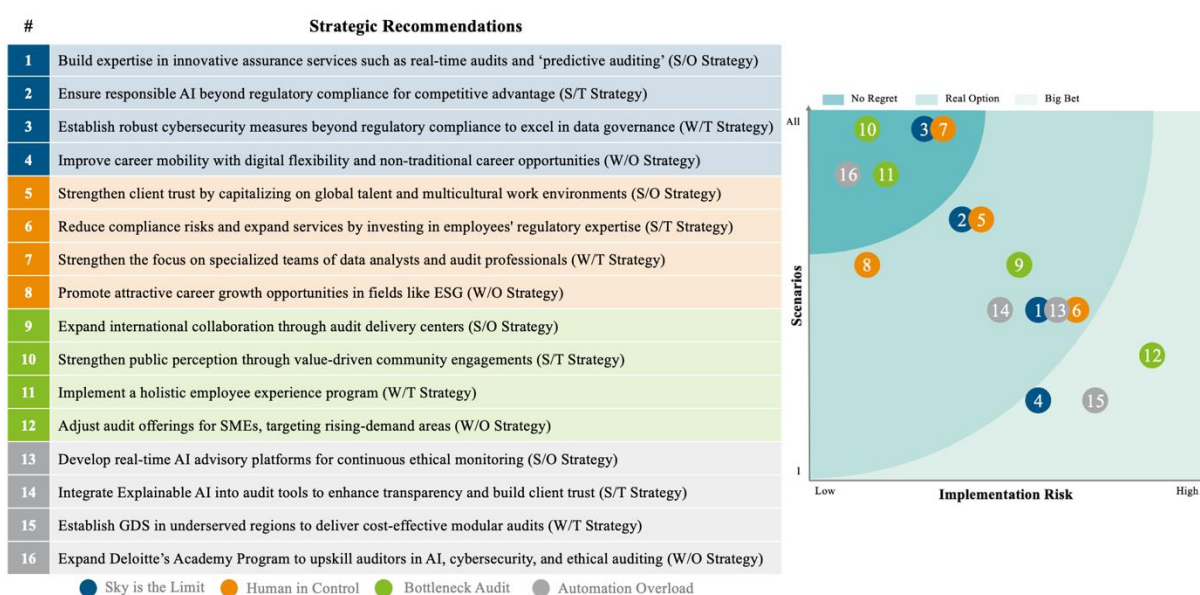 # Strategic Recommendations
1 Build expertise in innovative assurance services such as real-time audits and ‘predictive auditing’ (S/O Strategy)
2 Ensure responsible AI beyond regulatory compliance for competitive advantage (S/T Strategy)
3 Establish robust cybersecurity measures beyond regulatory compliance to excel in data governance (W/T Strategy)
4 Improve career mobility with digital flexibility and non-traditional career opportunities (W/O Strategy)
5 Strengthen client trust by capitalizing on global talent and multicultural work environments (S/O Strategy)
6 Reduce compliance risks and expand services by investing in employees' regulatory expertise (S/T Strategy)
7 Strengthen the focus on specialized teams of data analysts and audit professionals (W/T Strategy)
8 Promote attractive career growth opportunities in fields like ESG (W/O Strategy)
9 Expand international collaboration through audit delivery centers (S/O Strategy)
10 Strengthen public perception through value-driven community engagements (S/T Strategy)
11 Implement a holistic employee experience program (W/T Strategy)
12 Adjust audit offerings for SMEs, targeting rising-demand areas (W/O Strategy)
13 Develop real-time AI advisory platforms for continuous ethical monitoring (S/O Strategy)
14 Integrate Explainable AI into audit tools to enhance transparency and build client trust (S/T Strategy)
15 Establish GDS in underserved regions to deliver cost-effective modular audits (W/T Strategy)
16 Expand Deloitte’s Academy Program to upskill auditors in AI, cybersecurity, and ethical auditing (W/O Strategy)
Sky is the Limit Human in Control Bottleneck Audit Automation Overload
No Regret Real Option Big Bet
All
10 3 7
16 11
2 5
8 9
Scenarios
14 1 13 6
12
4 15
1
Low Implementation Risk High